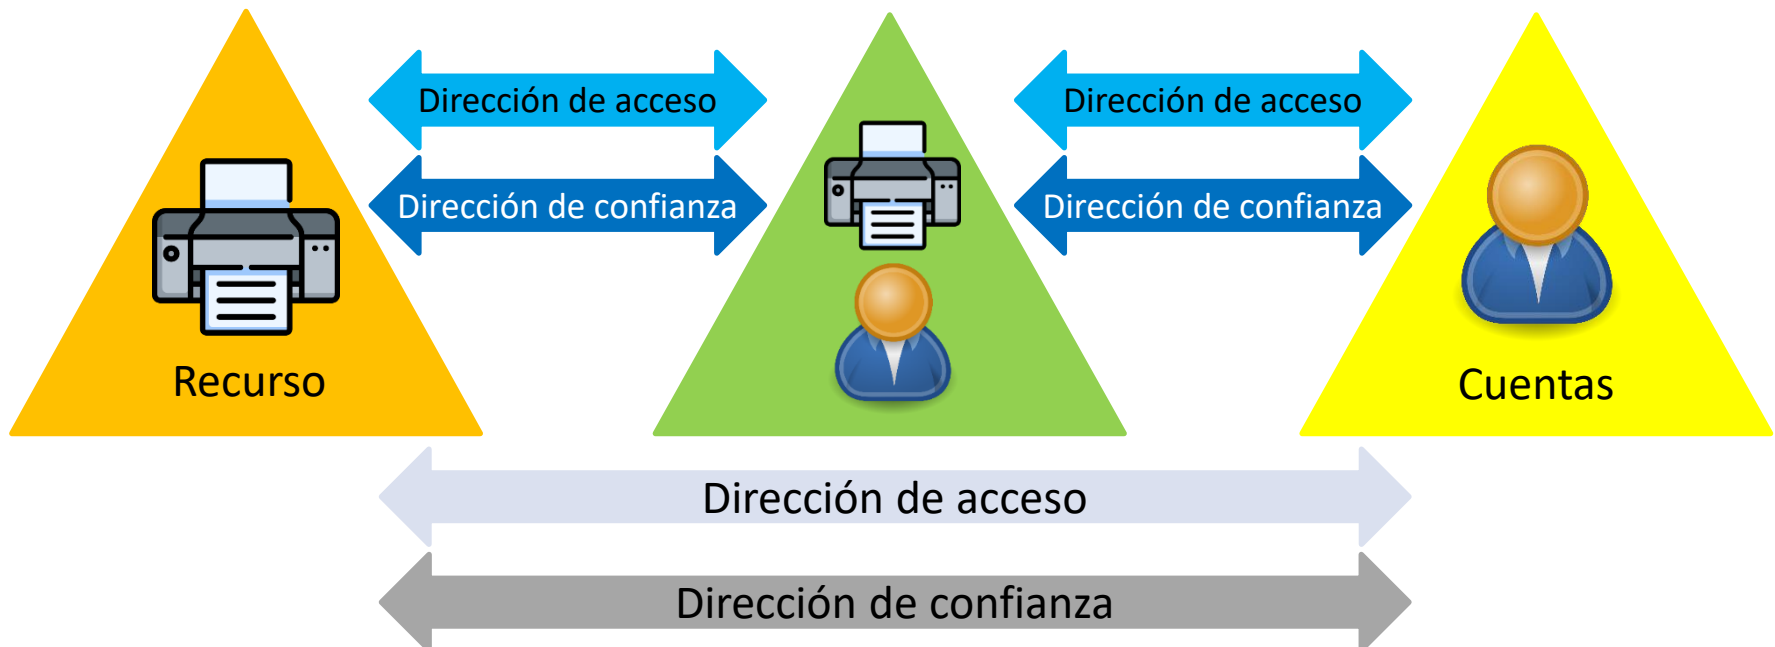 Dirección de acceso
Dirección de acceso
Dirección de confianza
Dirección de confianza
Recurso
Cuentas
Dirección de acceso
Dirección de confianza